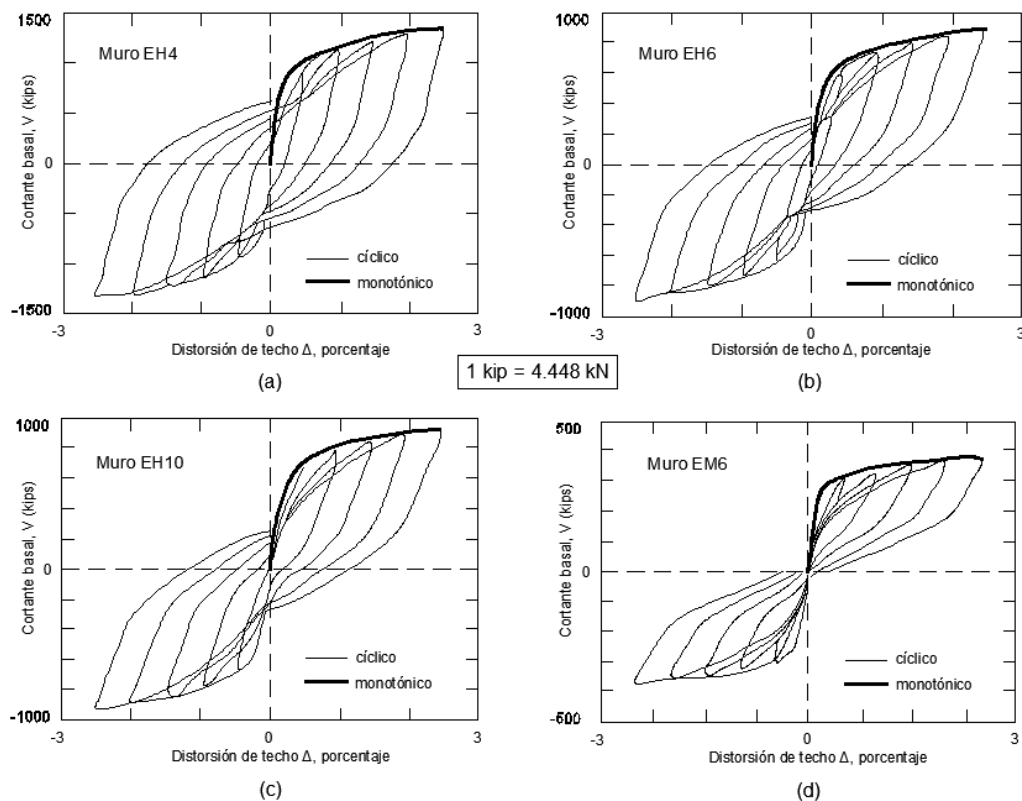 1500
Muro EH4
Cortante basal, V (kips)
0
cíclico
monotónico
-1500
-3
0
3
Distorsión de techo Δ, porcentaje
(a)
1000
Muro EH6
Cortante basal, V (kips)
0
cíclico
monotónico
-1000
-3
0
3
Distorsión de techo Δ, porcentaje
(b)
1 kip = 4.448 kN
1000
Muro EH10
Cortante basal, V (kips)
0
cíclico
monotónico
-1000
-3
0
3
Distorsión de techo Δ, porcentaje
(c)
500
Muro EM6
Cortante basal, V (kips)
0
cíclico
monotónico
-500
-3
0
3
Distorsión de techo Δ, porcentaje
(d)